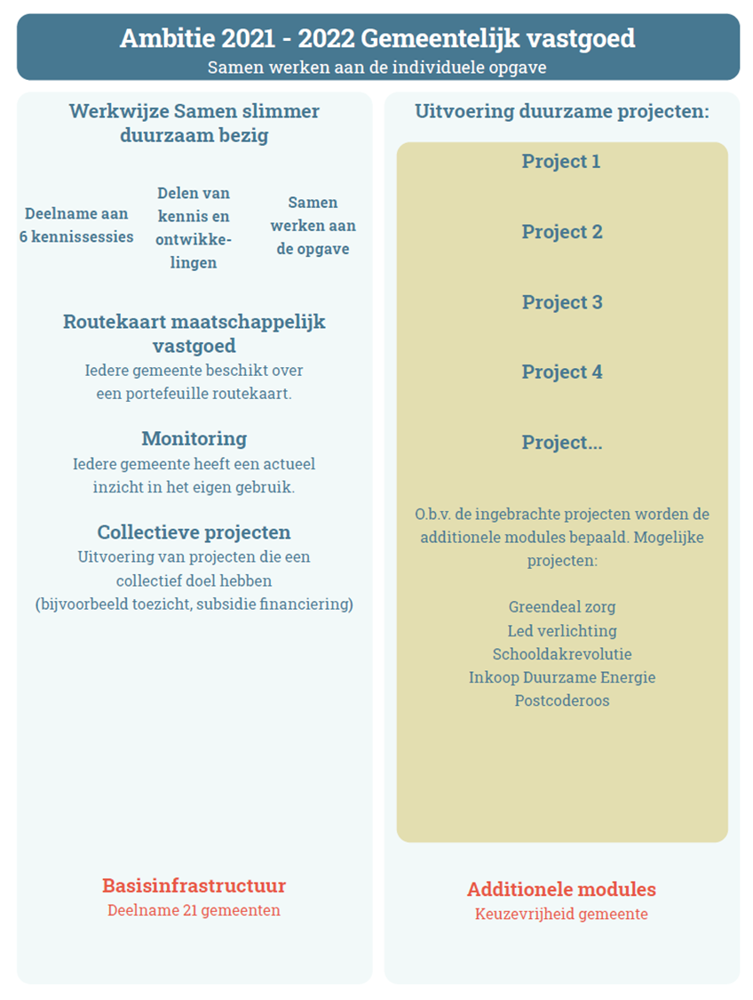 Ambitie 2021 - 2022 Gemeentelijk vastgoed
Samen werken aan de individuele opgave
Werkwijze Samen slimmer
duurzaam bezig
Deelname aan
6 kennissessies
Delen van
kennis en
ontwikke-
lingen
Samen
werken aan
de opgave
Routekaart maatschappelijk
vastgoed
Iedere gemeente beschikt over
een portefeuille routekaart.
Monitoring
Iedere gemeente heeft een actueel
inzicht in het eigen gebruik.
Collectieve projecten
Uitvoering van projecten die een
collectief doel hebben
(bijvoorbeeld toezicht, subsidie financiering)
Basisinfrastructuur
Deelname 21 gemeenten
Uitvoering duurzame projecten:
Project 1
Project 2
Project 3
Project 4
Project...
O.b.v. de ingebrachte projecten worden de
additionele modules bepaald. Mogelijke
projecten:
Greendeal zorg
Led verlichting
Schooldakrevolutie
Inkoop Duurzame Energie
Postcoderoos
Additionele modules
Keuzevrijheid gemeente